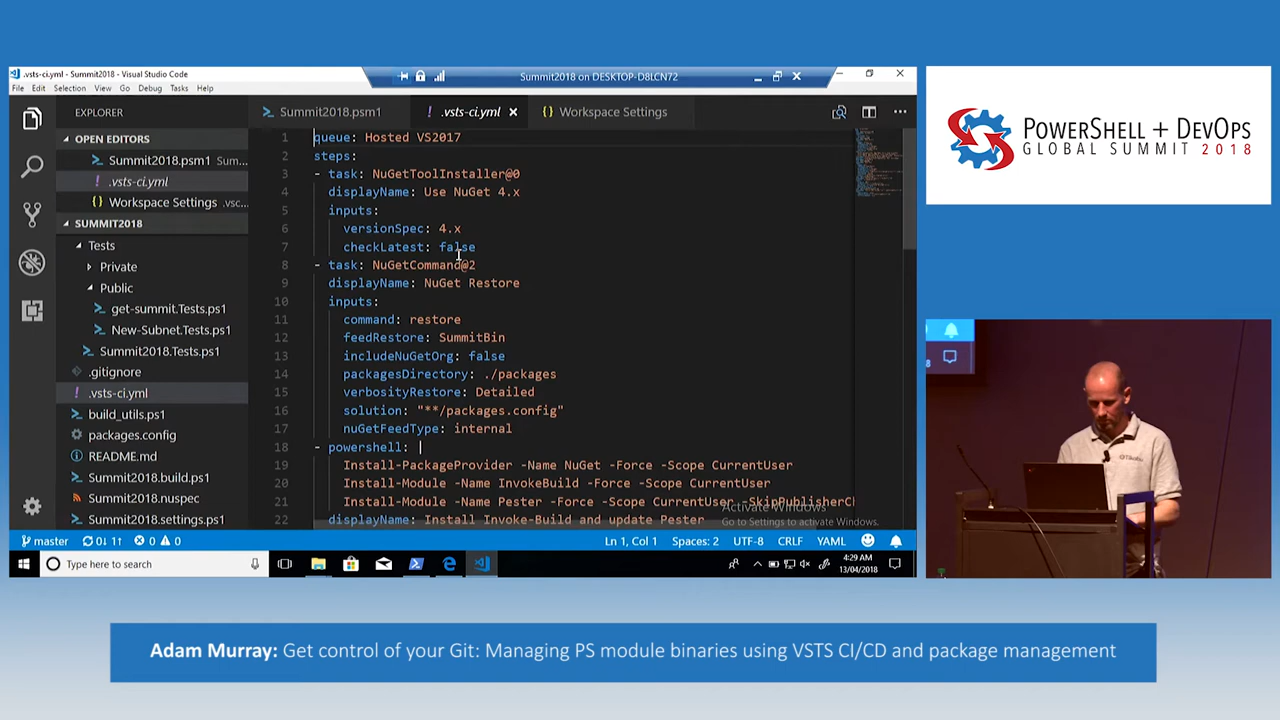 .vsts-ci.yml - Summit2018 - Visual Studio Code
Summit2018 on DESKTOP-D8LCN72
File Edit Selection View Go Debug Tasks Help
EXPLORER
OPEN EDITORS
Summit2018.psm1 Sum...
.vsts-ci.yml
Workspace Settings .vsc...
SUMMIT2018
Tests
Private
Public
get-summit.Tests.ps1
New-Subnet.Tests.ps1
Summit2018.Tests.ps1
.gitignore
.vsts-ci.yml
build_utils.ps1
packages.config
README.md
Summit2018.build.ps1
Summit2018.nuspec
Summit2018.settings.ps1
Summit2018.psm1 .vsts-ci.yml Workspace Settings
1 queue: Hosted VS2017
2 steps:
3 - task: NuGetToolInstaller@0
4 displayName: Use NuGet 4.x
5 inputs:
6 versionSpec: 4.x
7 checkLatest: false
8 - task: NuGetCommand@2
9 displayName: NuGet Restore
10 inputs:
11 command: restore
12 feedRestore: SummitBin
13 includeNuGetOrg: false
14 packagesDirectory: ./packages
15 verbosityRestore: Detailed
16 solution: "**/packages.config"
17 nuGetFeedType: internal
18 - powershell: |
19 Install-PackageProvider -Name NuGet -Force -Scope CurrentUser
20 Install-Module -Name InvokeBuild -Force -Scope CurrentUser
21 Install-Module -Name Pester -Force -Scope CurrentUser -SkipPublisherCh
22 displayName: Install Invoke-Build and update Pester
Activate Windows
Go to Settings to activate Windows.
master 0↓ 1↑ 0 0 Ln 1, Col 1 Spaces: 2 UTF-8 CRLF YAML
Type here to search
4:29 AM
13/04/2018
POWERSHELL + DEVOPS
GLOBAL SUMMIT 2018
Adam Murray: Get control of your Git: Managing PS module binaries using VSTS CI/CD and package management